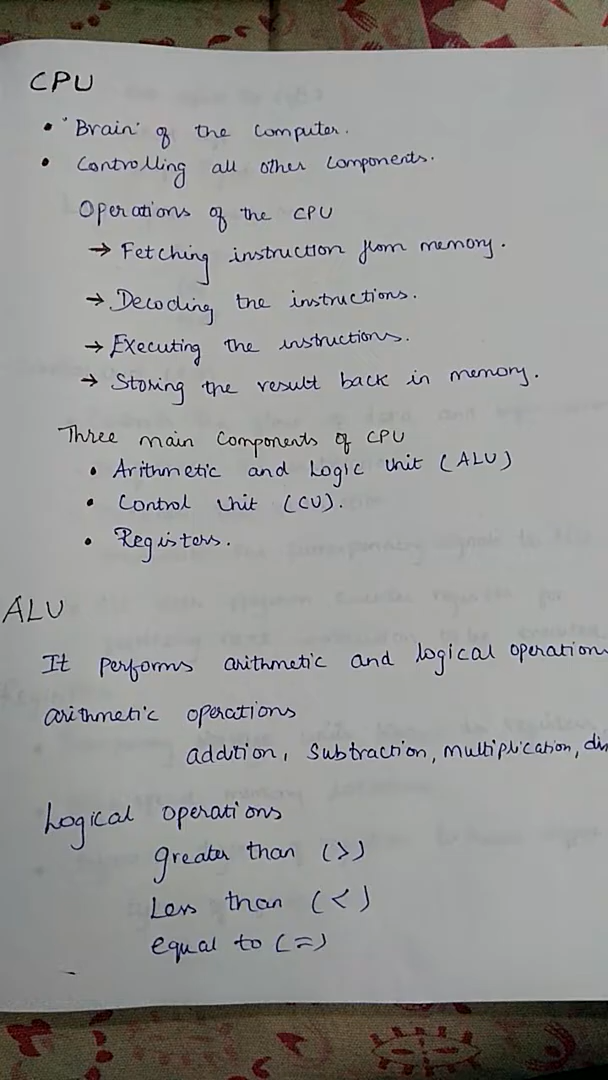 CPU
• 'Brain' of the computer.
• Controlling all other components.
Operations of the CPU
→ Fetching instruction from memory.
→ Decoding the instructions.
→ Executing the instructions.
→ Storing the result back in memory.
Three main components of CPU
• Arithmetic and Logic Unit (ALU)
• Control Unit (CU).
• Registers.
ALU
It performs arithmetic and logical operation
arithmetic operations
addition, Subtraction, multiplication, di
Logical operations
greater than (>)
Less than (<)
equal to (=)